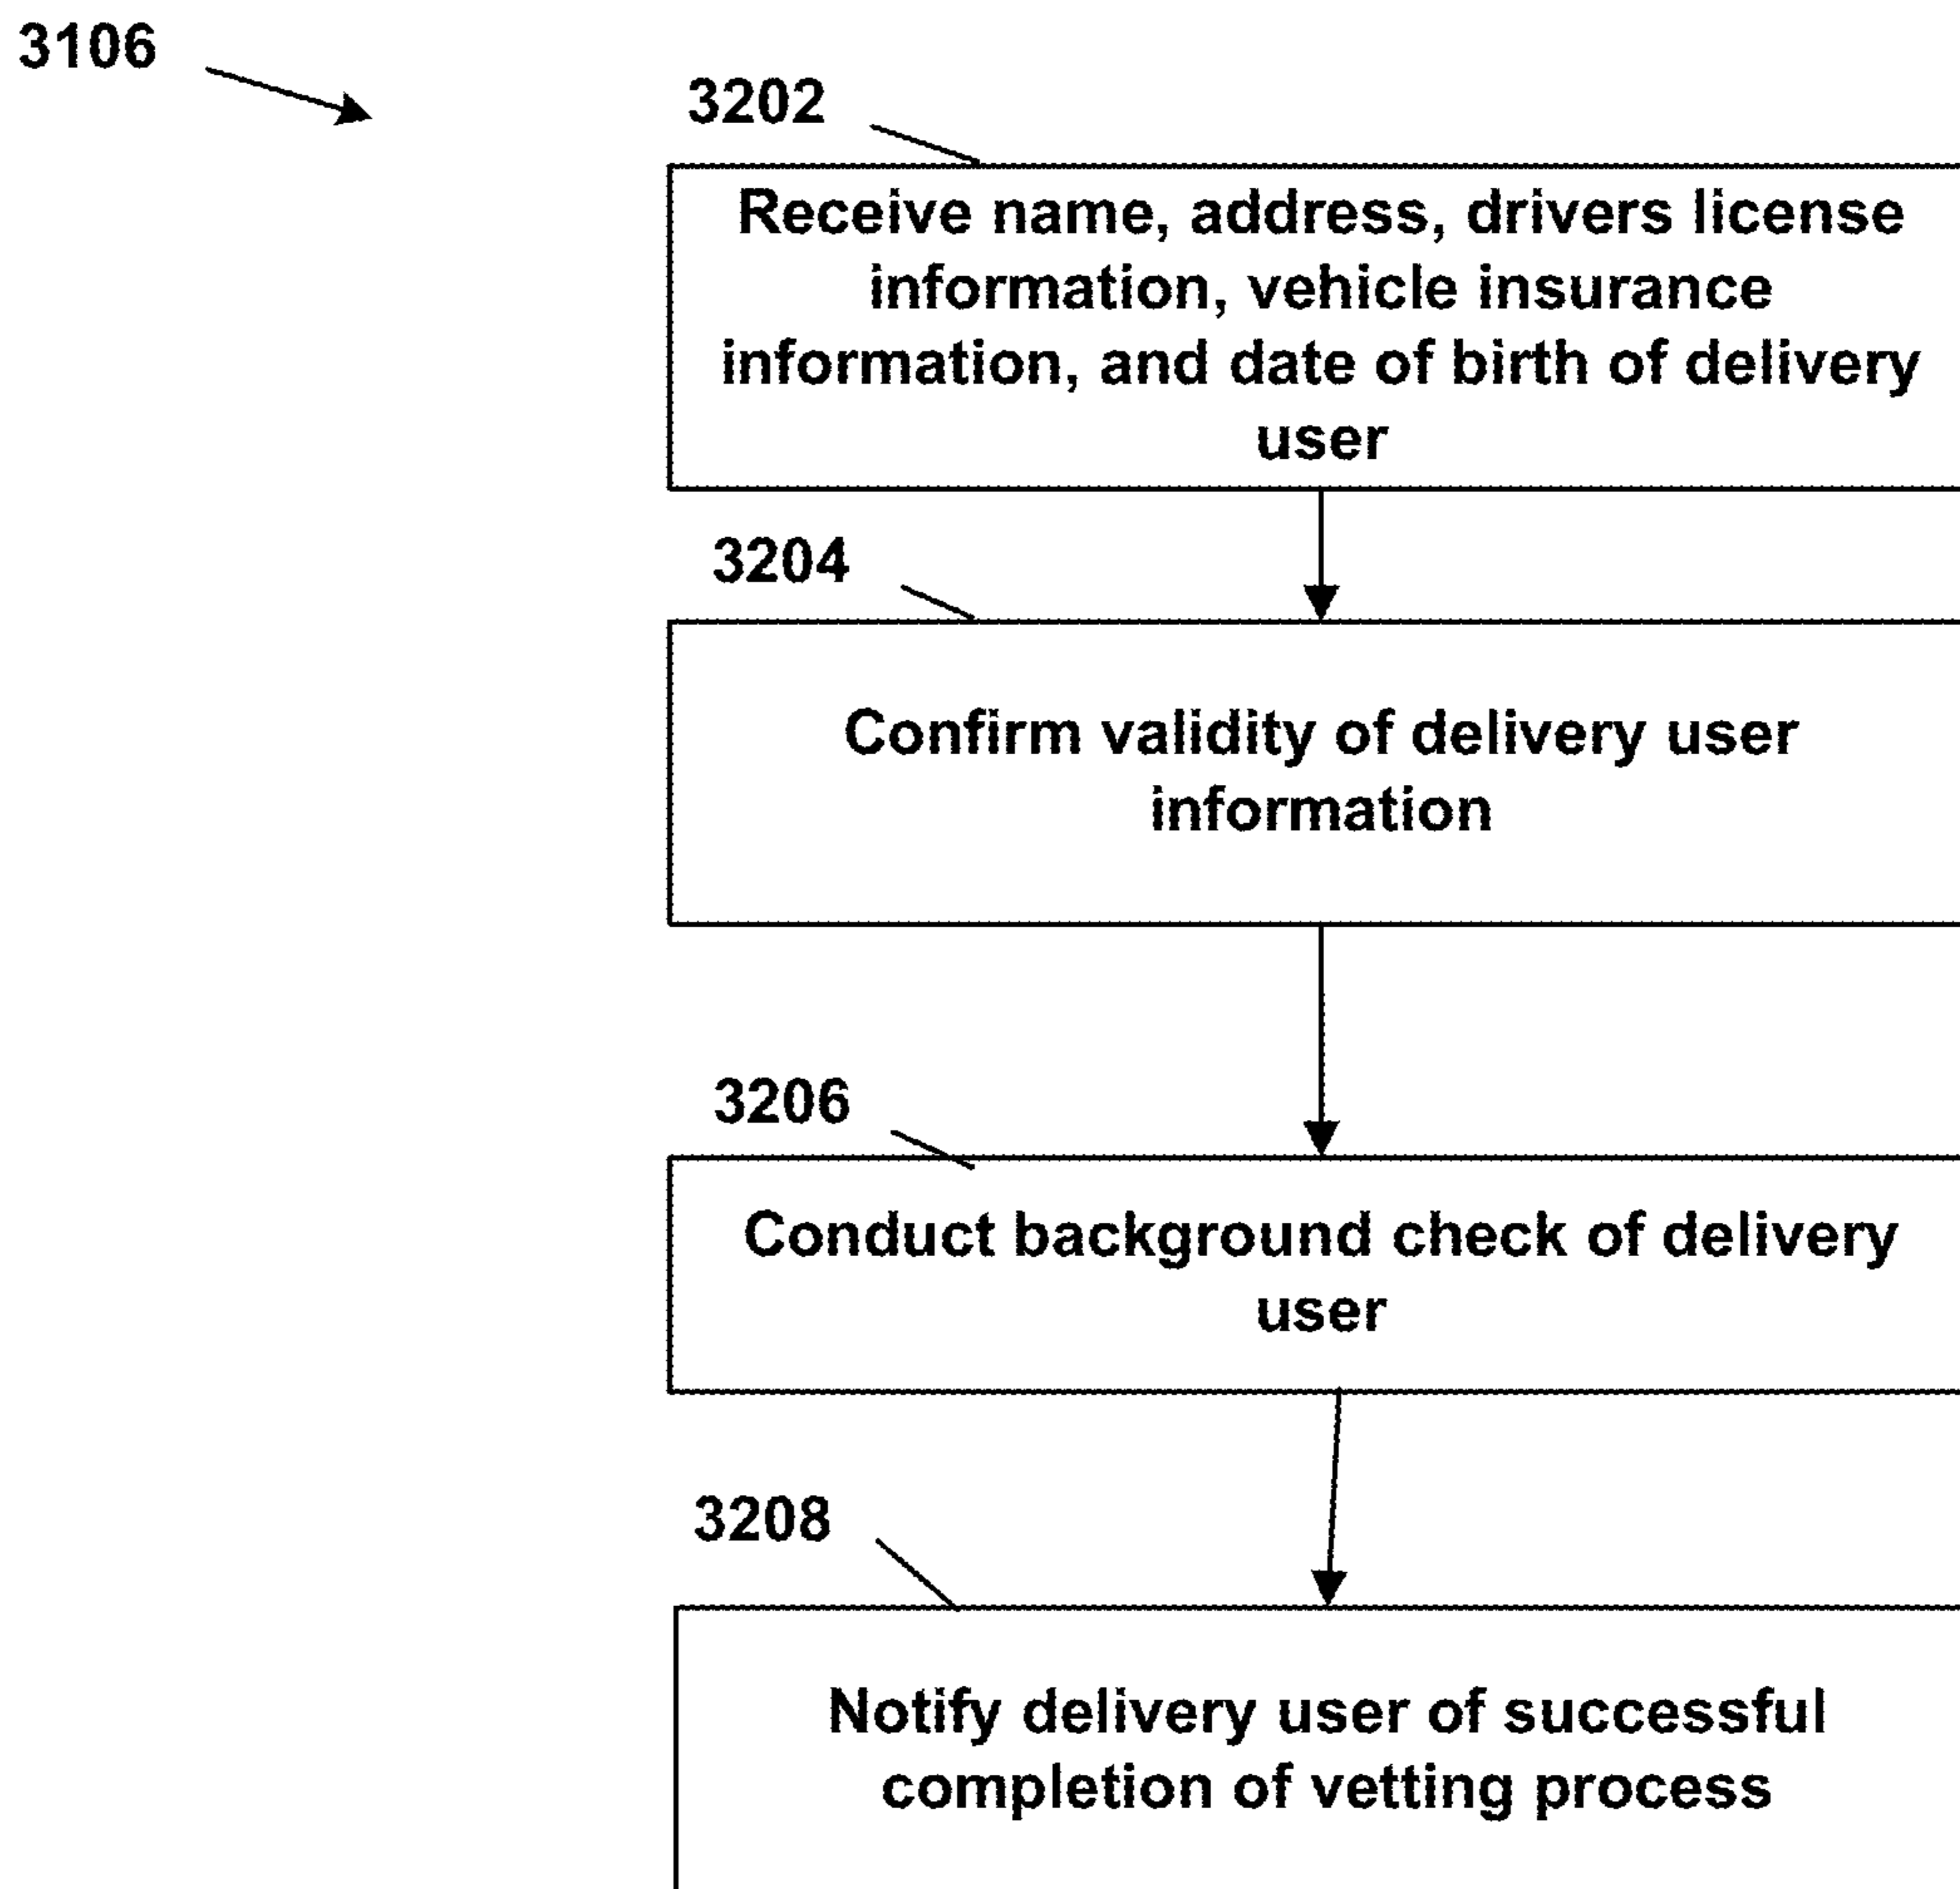 3106
3202
Receive name, address, drivers license
information, vehicle insurance
information, and date of birth of delivery
user
3204
Confirm validity of delivery user
information
3206
Conduct background check of delivery
user
3208
Notify delivery user of successful
completion of vetting process